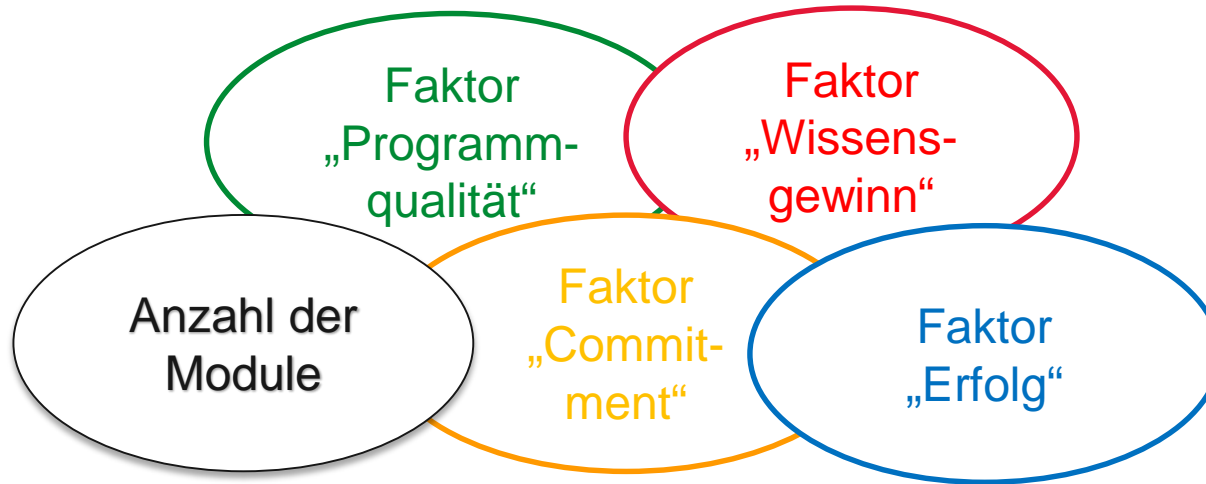 Faktor
„Programm-
qualität“
Faktor
„Wissens-
gewinn“
Anzahl der
Module
Faktor
„Commit-
ment“
Faktor
„Erfolg“